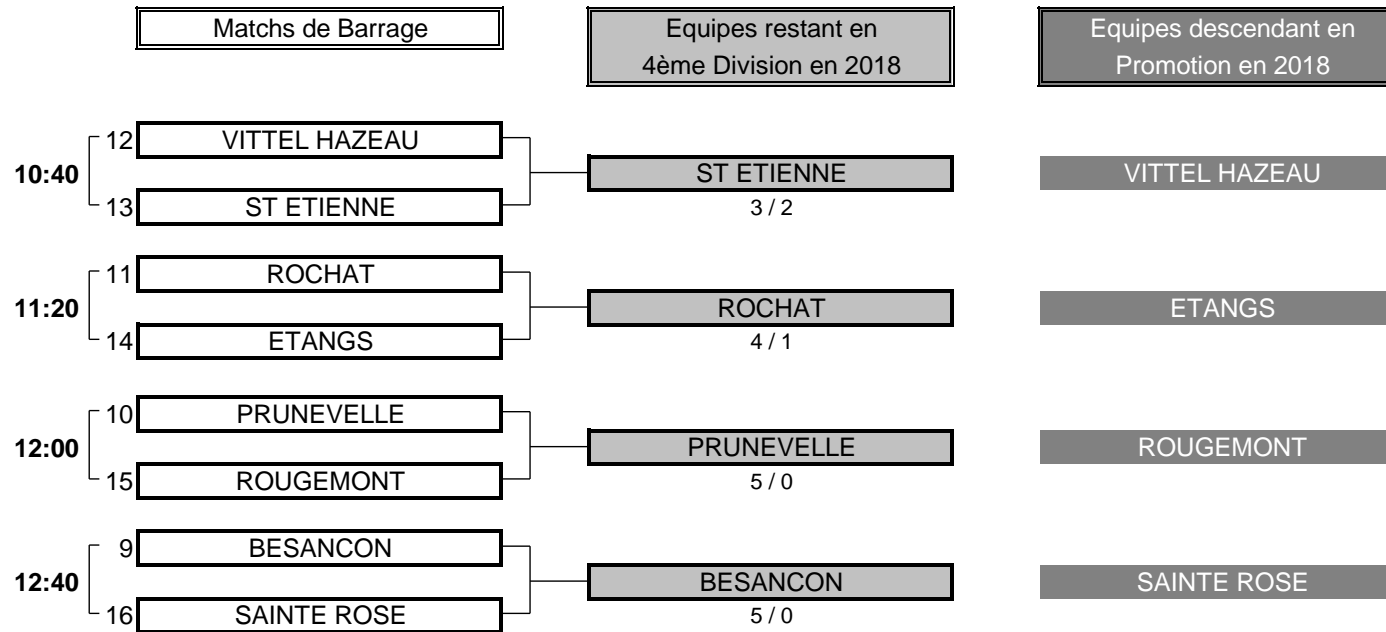 Matchs de Barrage
Equipes restant en
4ème Division en 2018
Equipes descendant en
Promotion en 2018
12 VITTEL HAZEAU
10:40 ST ETIENNE VITTEL HAZEAU
13 ST ETIENNE 3 / 2
11 ROCHAT
11:20 ROCHAT ETANGS
14 ETANGS 4 / 1
10 PRUNEVELLE
12:00 PRUNEVELLE ROUGEMONT
15 ROUGEMONT 5 / 0
9 BESANCON
12:40 BESANCON SAINTE ROSE
16 SAINTE ROSE 5 / 0